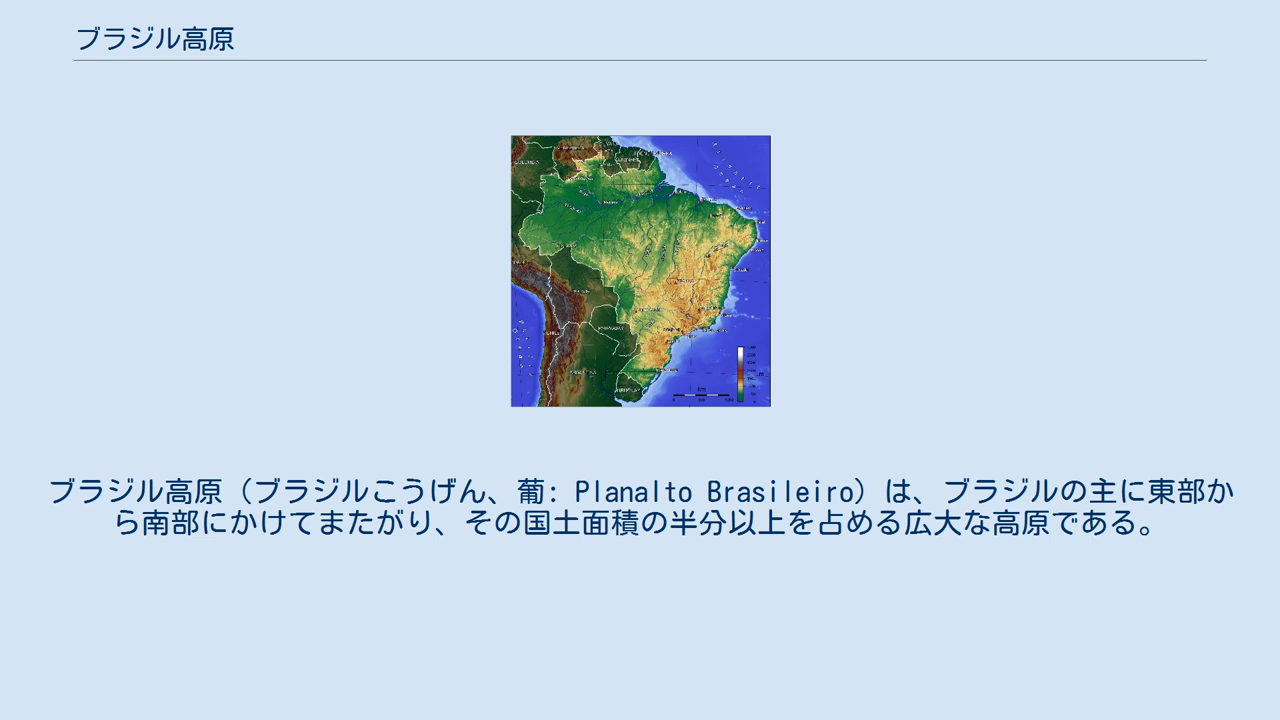 ブラジル高原
ブラジル高原（ブラジルこうげん、葡: Planalto Brasileiro）は、ブラジルの主に東部か
ら南部にかけてまたがり、その国土面積の半分以上を占める広大な高原である。